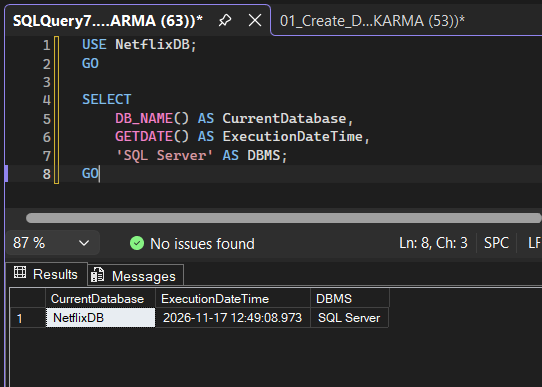 SQLQuery7....ARMA (63))*
01_Create_D...KARMA (53))*
1 USE NetflixDB;
2 GO
3
4 SELECT
5 DB_NAME() AS CurrentDatabase,
6 GETDATE() AS ExecutionDateTime,
7 'SQL Server' AS DBMS;
8 GO
87 % No issues found Ln: 8, Ch: 3 SPC LF
Results Messages
CurrentDatabase ExecutionDateTime DBMS
1 NetflixDB 2026-11-17 12:49:08.973 SQL Server